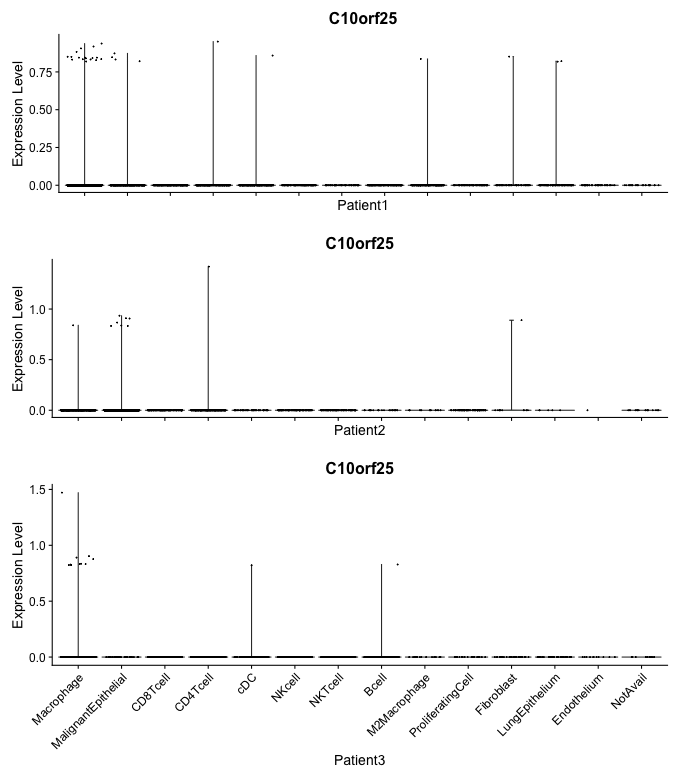 C10orf25
Expression Level
0.75
0.50
0.25
0.00
Patient1
C10orf25
Expression Level
1.0
0.5
0.0
Patient2
C10orf25
Expression Level
1.5
1.0
0.5
0.0
Macrophage
MalignantEpithelial
CD8Tcell
CD4Tcell
cDC
NKcell
NKTcell
Bcell
M2Macrophage
ProliferatingCell
Fibroblast
LungEpithelium
Endothelium
NotAvail
Patient3